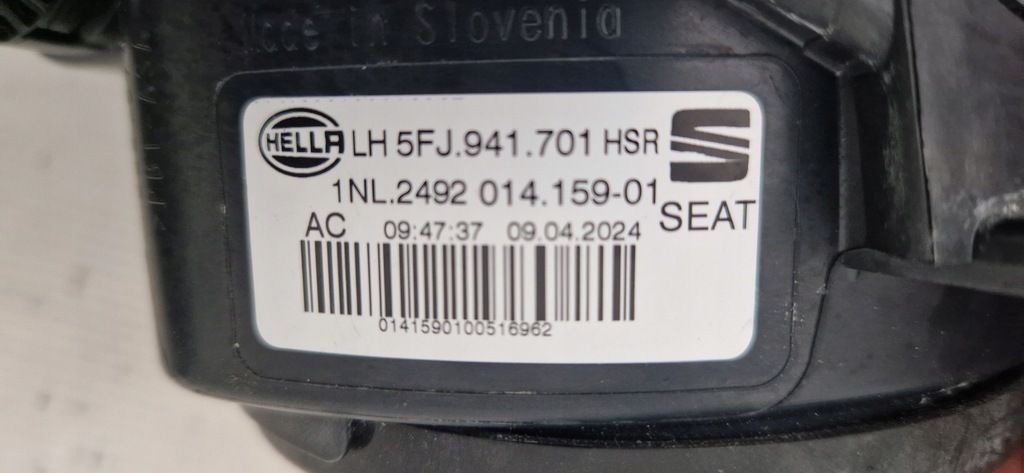 Made in Slovenia
HELLA LH 5FJ.941.701 HSR
1NL.2492 014.159-01
SEAT
AC 09:47:37 09.04.2024
0141590100516962